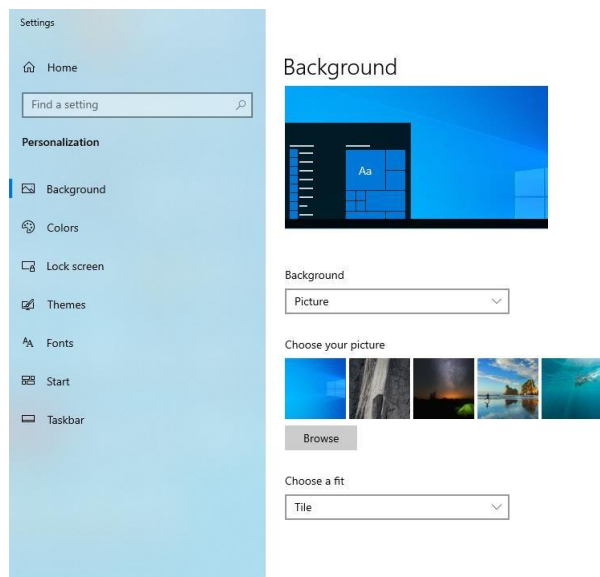 Settings
Home
Find a setting
Personalization
Background
Colors
Lock screen
Themes
Fonts
Start
Taskbar
Background
Aa
Background
Picture
Choose your picture
Browse
Choose a fit
Tile